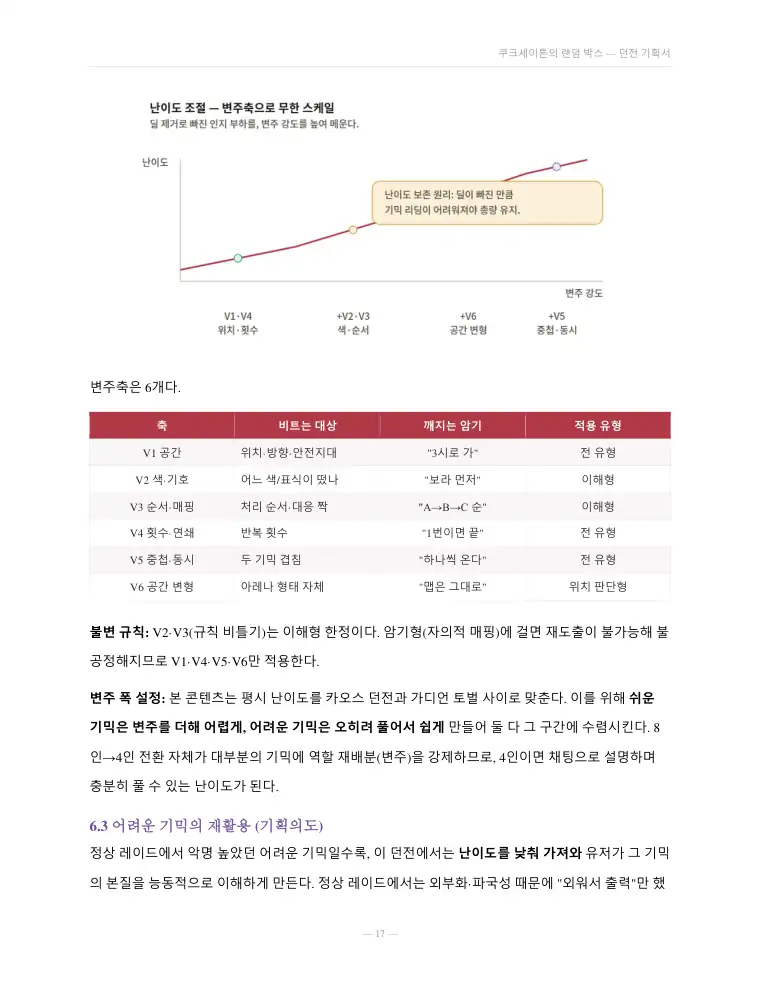 쿠크세이튼의 랜덤 박스 — 던전 기획서
난이도 조절 — 변주축으로 무한 스케일
딜 제거로 빠진 인지 부하를, 변주 강도를 높여 메운다.
난이도
난이도 보존 원리: 딜이 빠진 만큼
기믹 리딩이 어려워져야 총량 유지.
변주 강도
V1·V4 +V2·V3 +V6 +V5
위치·횟수 색·순서 공간 변형 중첩·동시
변주축은 6개다.
축 비트는 대상 깨지는 암기 적용 유형
V1 공간 위치·방향·안전지대 "3시로 가" 전 유형
V2 색·기호 어느 색/표식이 떴나 "보라 먼저" 이해형
V3 순서·매핑 처리 순서·대응 짝 "A→B→C 순" 이해형
V4 횟수·연쇄 반복 횟수 "1번이면 끝" 전 유형
V5 중첩·동시 두 기믹 겹침 "하나씩 온다" 전 유형
V6 공간 변형 아레나 형태 자체 "맵은 그대로" 위치 판단형
불변 규칙: V2·V3(규칙 비틀기)는 이해형 한정이다. 암기형(자의적 매핑)에 걸면 재도출이 불가능해 불
공정해지므로 V1·V4·V5·V6만 적용한다.
변주 폭 설정: 본 콘텐츠는 평시 난이도를 카오스 던전과 가디언 토벌 사이로 맞춘다. 이를 위해 쉬운
기믹은 변주를 더해 어렵게, 어려운 기믹은 오히려 풀어서 쉽게 만들어 둘 다 그 구간에 수렴시킨다. 8
인→4인 전환 자체가 대부분의 기믹에 역할 재배분(변주)을 강제하므로, 4인이면 채팅으로 설명하며
충분히 풀 수 있는 난이도가 된다.
6.3 어려운 기믹의 재활용 (기획의도)
정상 레이드에서 악명 높았던 어려운 기믹일수록, 이 던전에서는 난이도를 낮춰 가져와 유저가 그 기믹
의 본질을 능동적으로 이해하게 만든다. 정상 레이드에서는 외부화·파국성 때문에 "외워서 출력"만 했
— 17 —